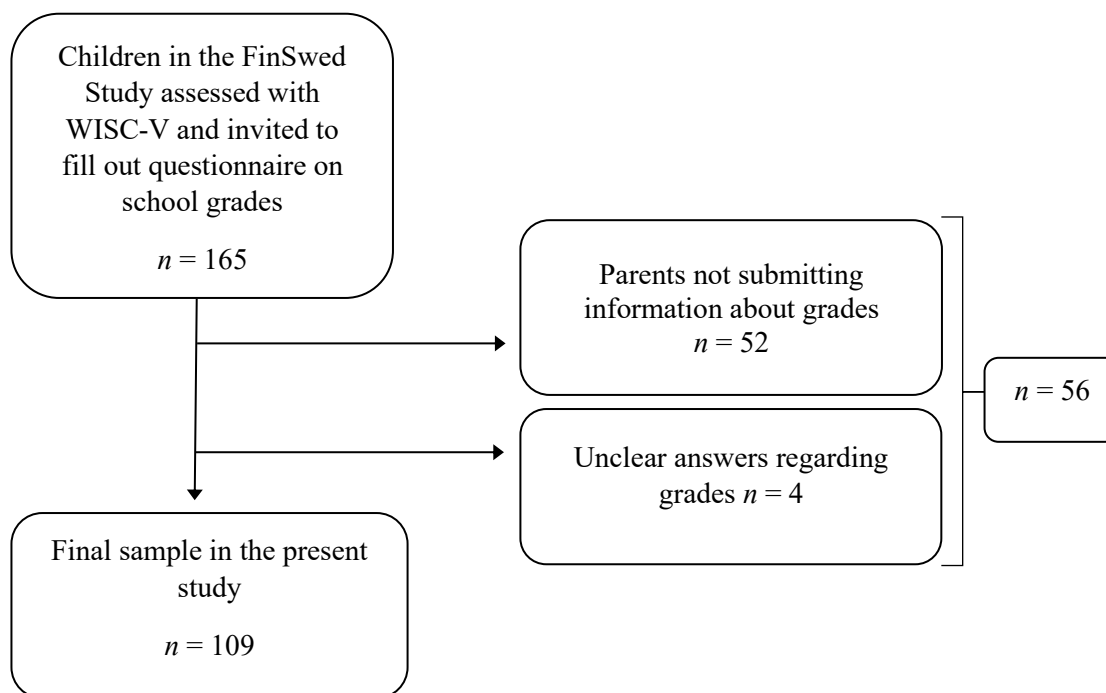 Children in the FinSwed
Study assessed with
WISC-V and invited to
fill out questionnaire on
school grades
n = 165
Parents not submitting
information about grades
n = 52
n = 56
Unclear answers regarding
grades n = 4
Final sample in the present
study
n = 109